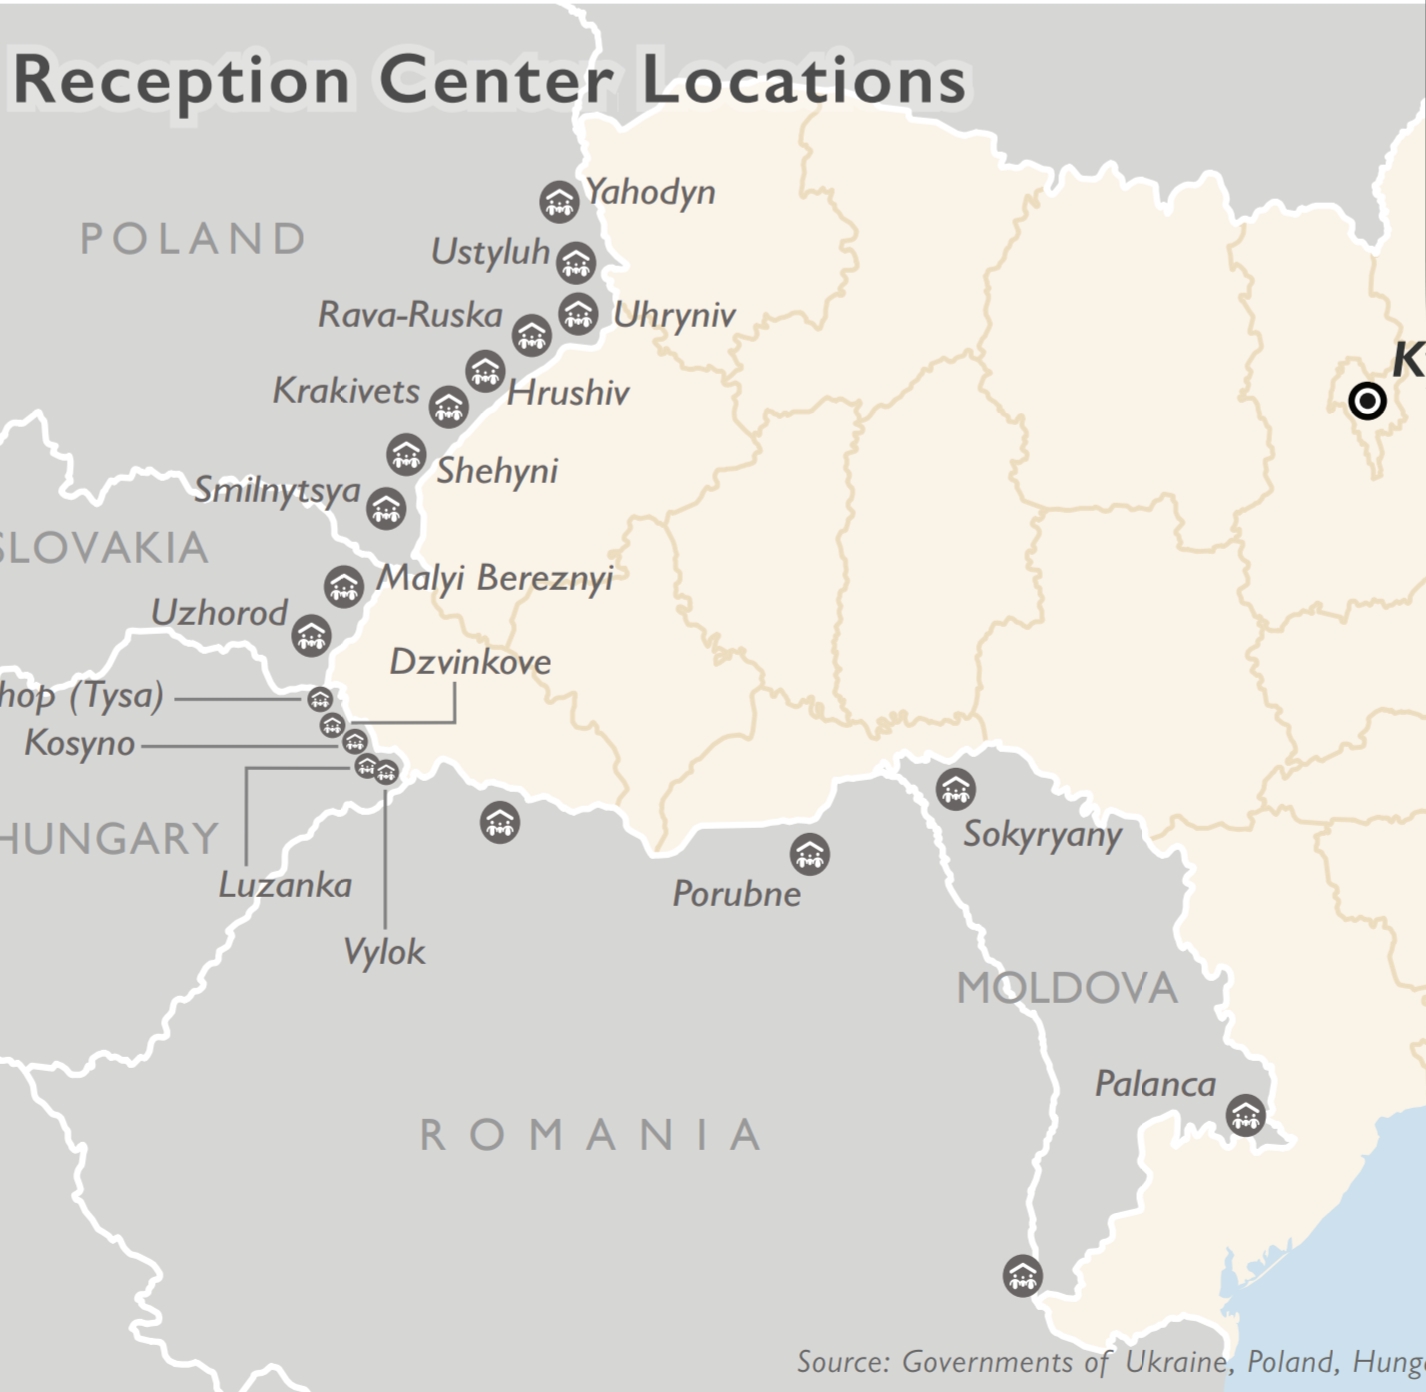 Reception Center Locations
Yahodyn
POLAND
Ustyluh
Rava-Ruska
Uhryniv
Krakivets
Hrushiv
Shehyni
Smilnytsya
SLOVAKIA
Malyi Bereznyi
Uzhorod
Dzvinkove
hop (Tysa)
Kosyno
HUNGARY
Luzanka
Vylok
Sokyryany
Porubne
MOLDOVA
Palanca
ROMANIA
Source: Governments of Ukraine, Poland, Hung